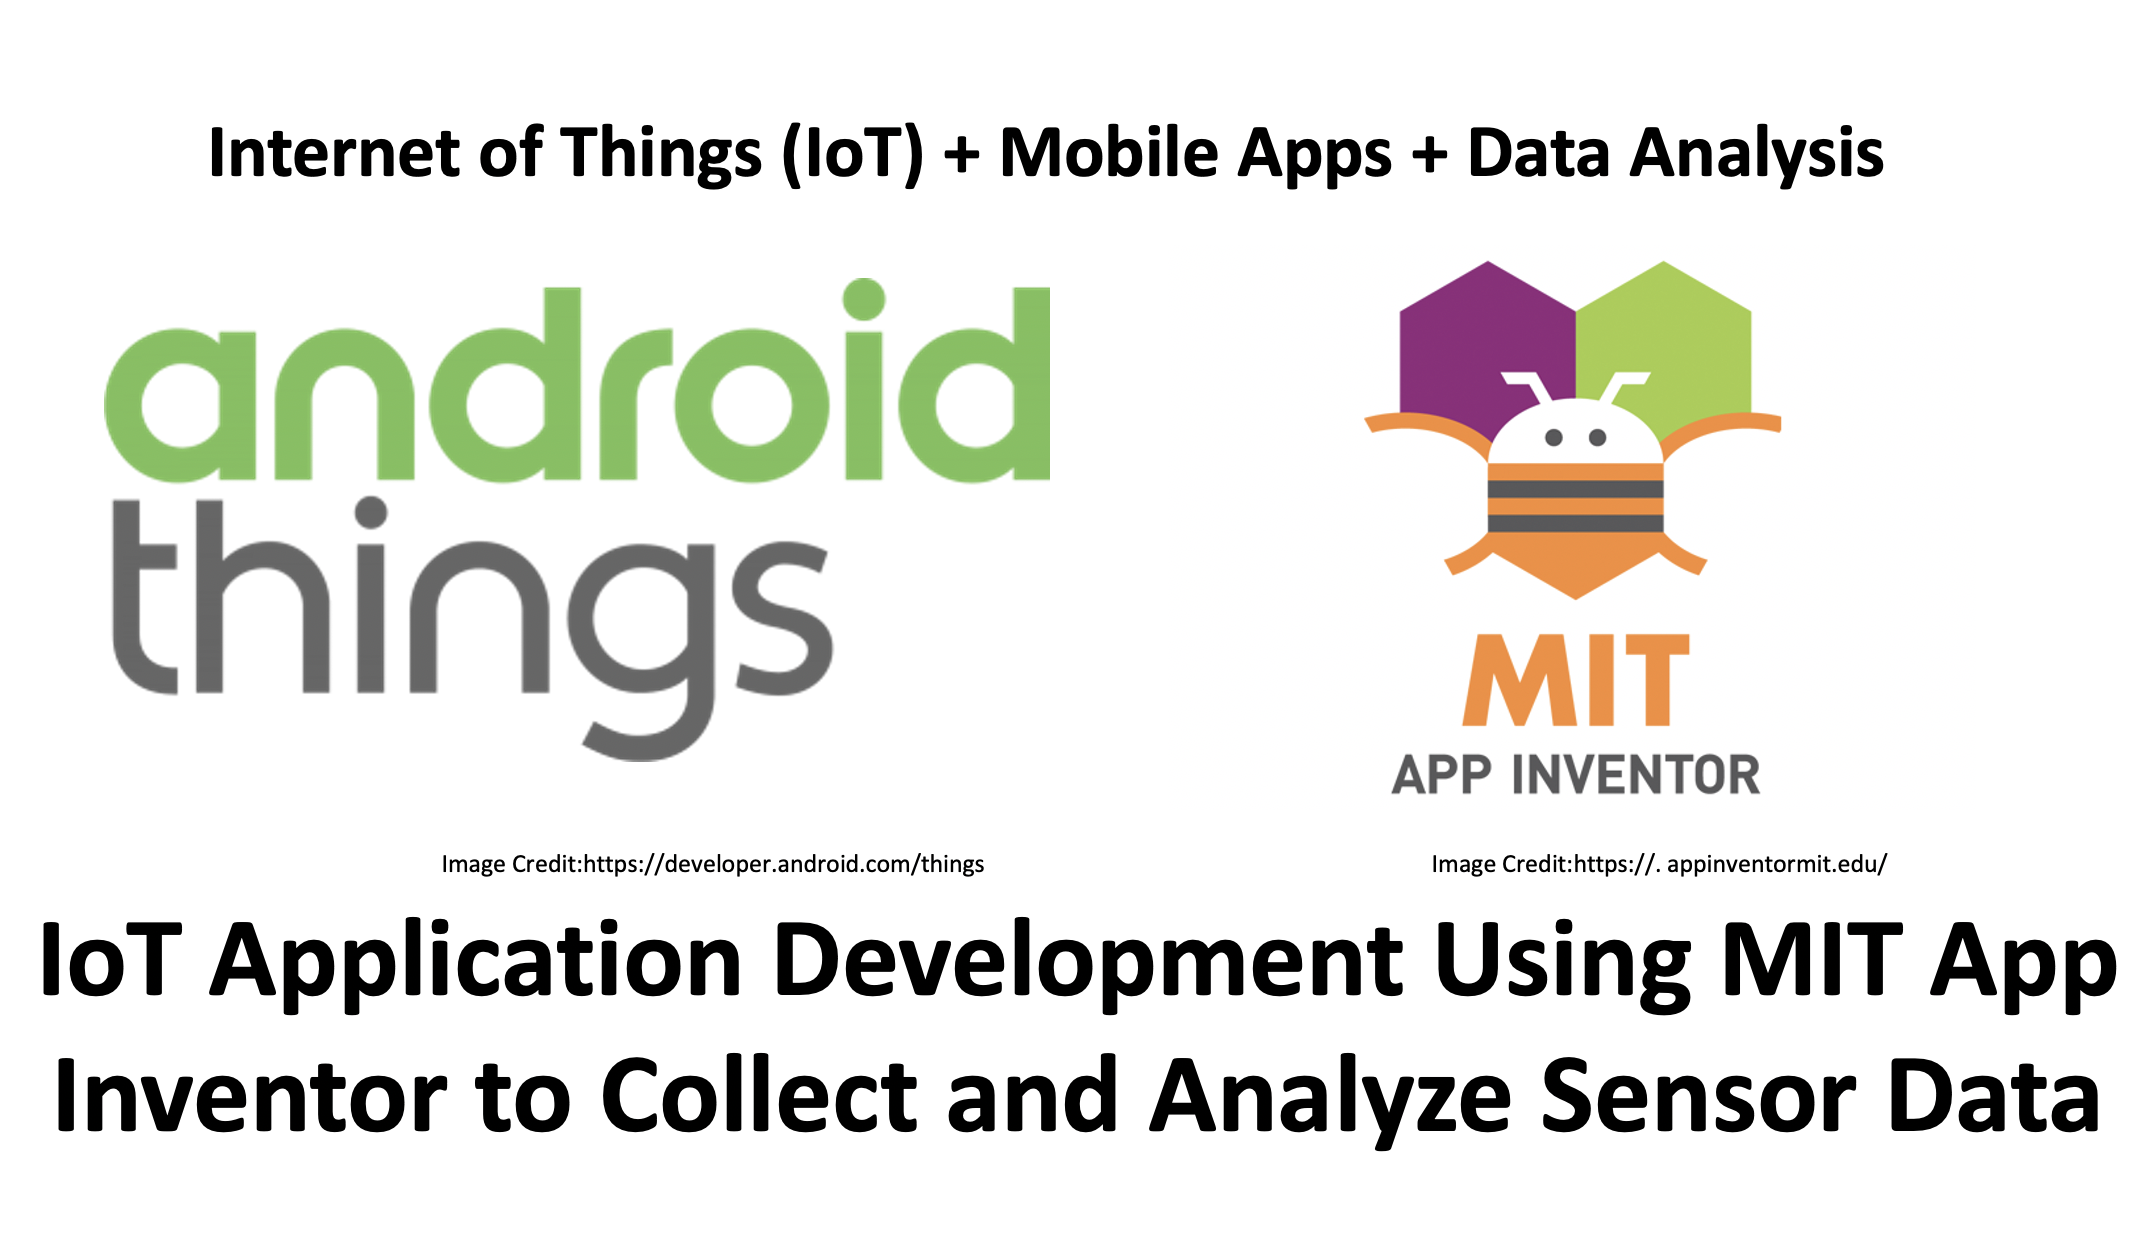 Internet of Things (IoT) + Mobile Apps + Data Analysis
android
things
MIT
APP INVENTOR
Image Credit:https://developer.android.com/things
Image Credit:https://. appinventormit.edu/
IoT Application Development Using MIT App
Inventor to Collect and Analyze Sensor Data